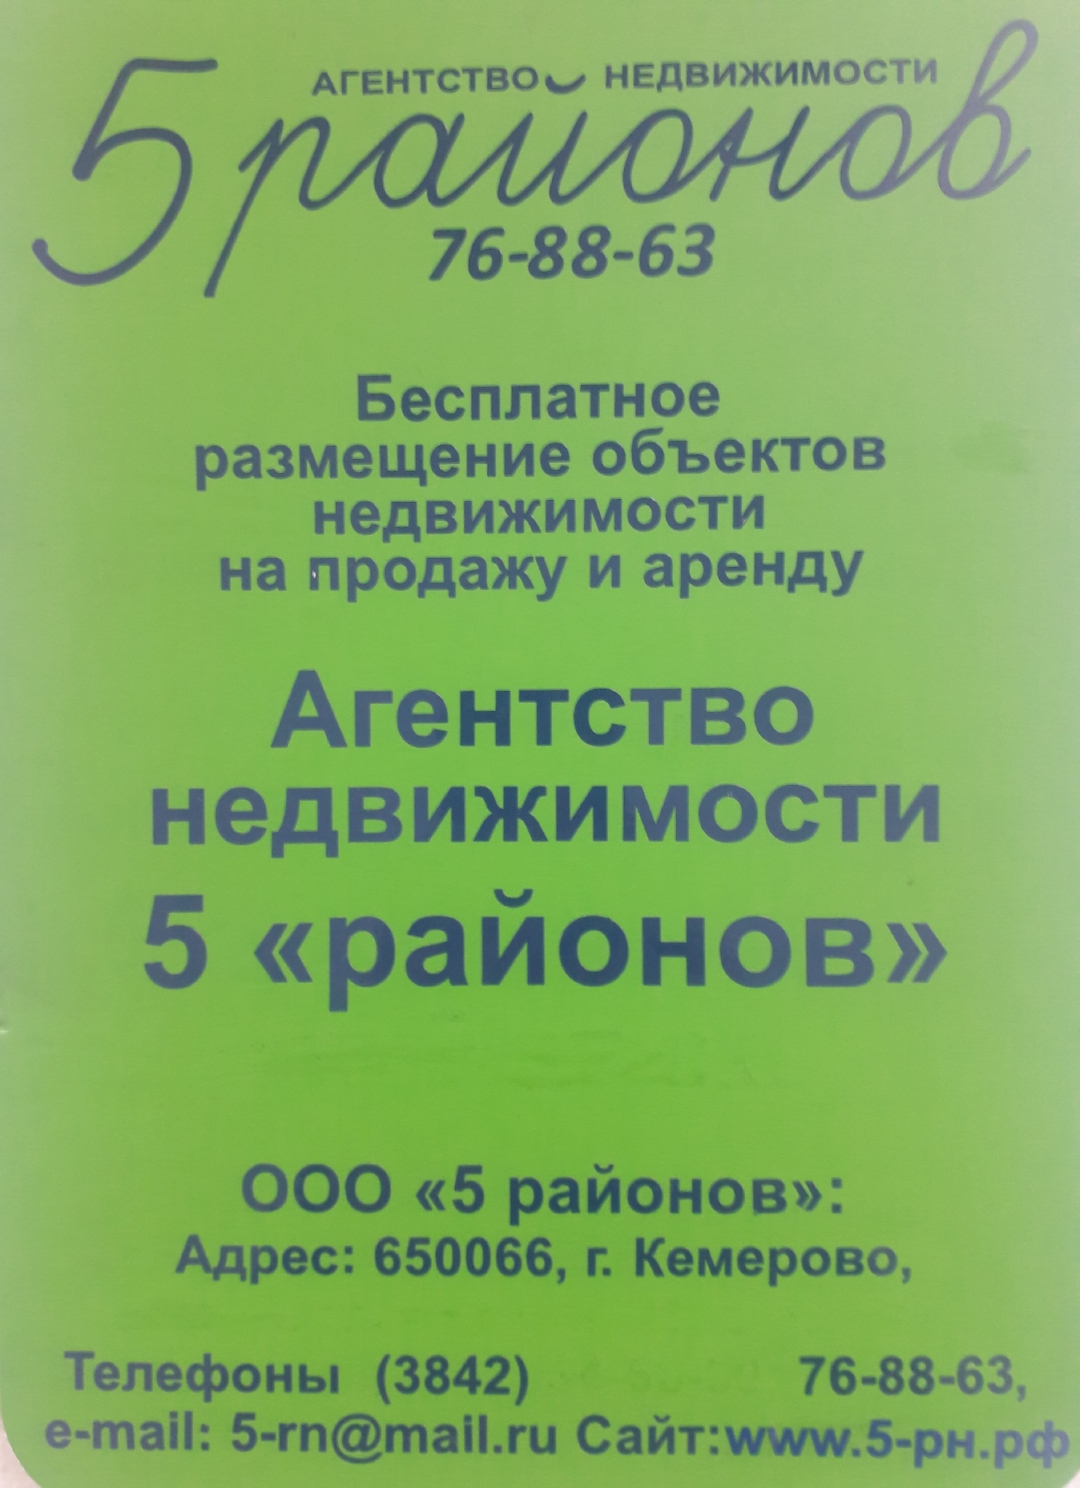 АГЕНТСТВО НЕДВИЖИМОСТИ
5 районов
76-88-63
Бесплатное
размещение объектов
недвижимости
на продажу и аренду
Агентство
недвижимости
5 «районов»
ООО «5 районов»:
Адрес: 650066, г. Кемерово,
Телефоны (3842) 76-88-63,
e-mail: 5-rn@mail.ru Сайт:www.5-рн.рф